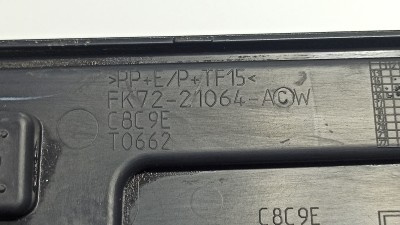 >PP+E/P+TF15<
FK72-21064-AⒸW
C8C9E
T0662
C8C9E